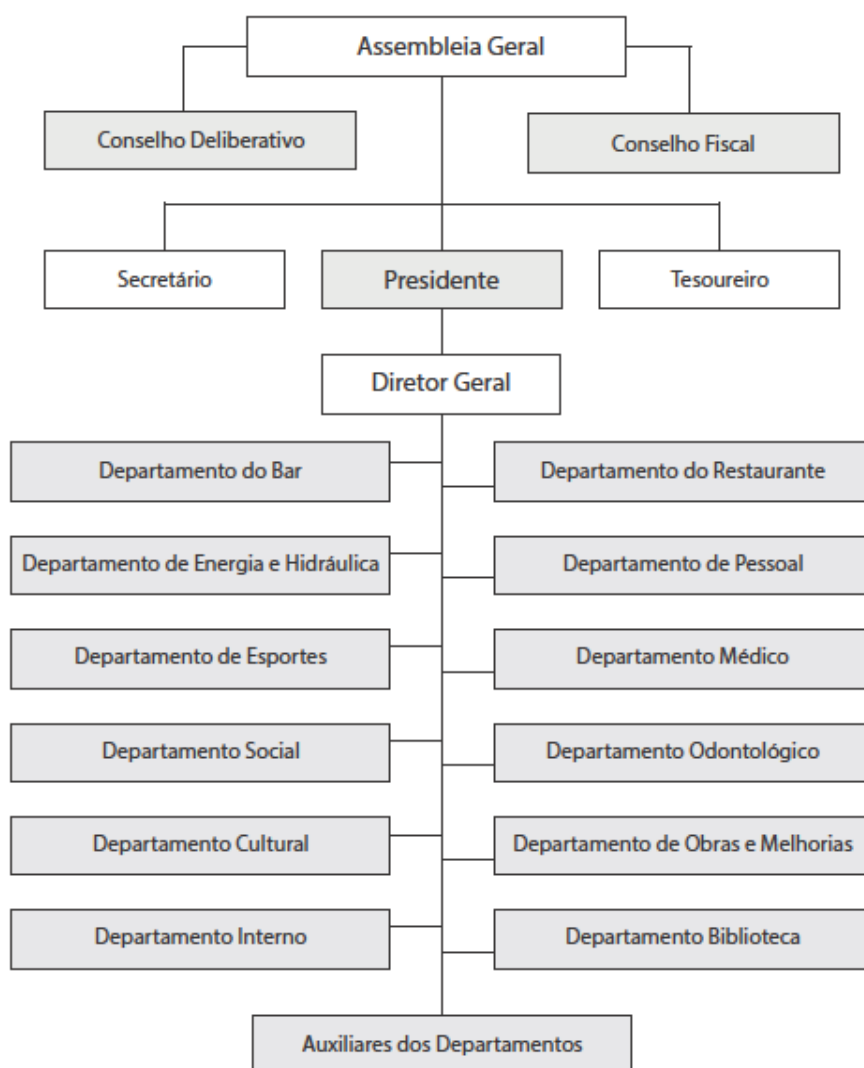 Assembleia Geral
Conselho Deliberativo
Conselho Fiscal
Secretário
Presidente
Tesoureiro
Diretor Geral
Departamento do Bar
Departamento do Restaurante
Departamento de Energia e Hidráulica
Departamento de Pessoal
Departamento de Esportes
Departamento Médico
Departamento Social
Departamento Odontológico
Departamento Cultural
Departamento de Obras e Melhorias
Departamento Interno
Departamento Biblioteca
Auxiliares dos Departamentos